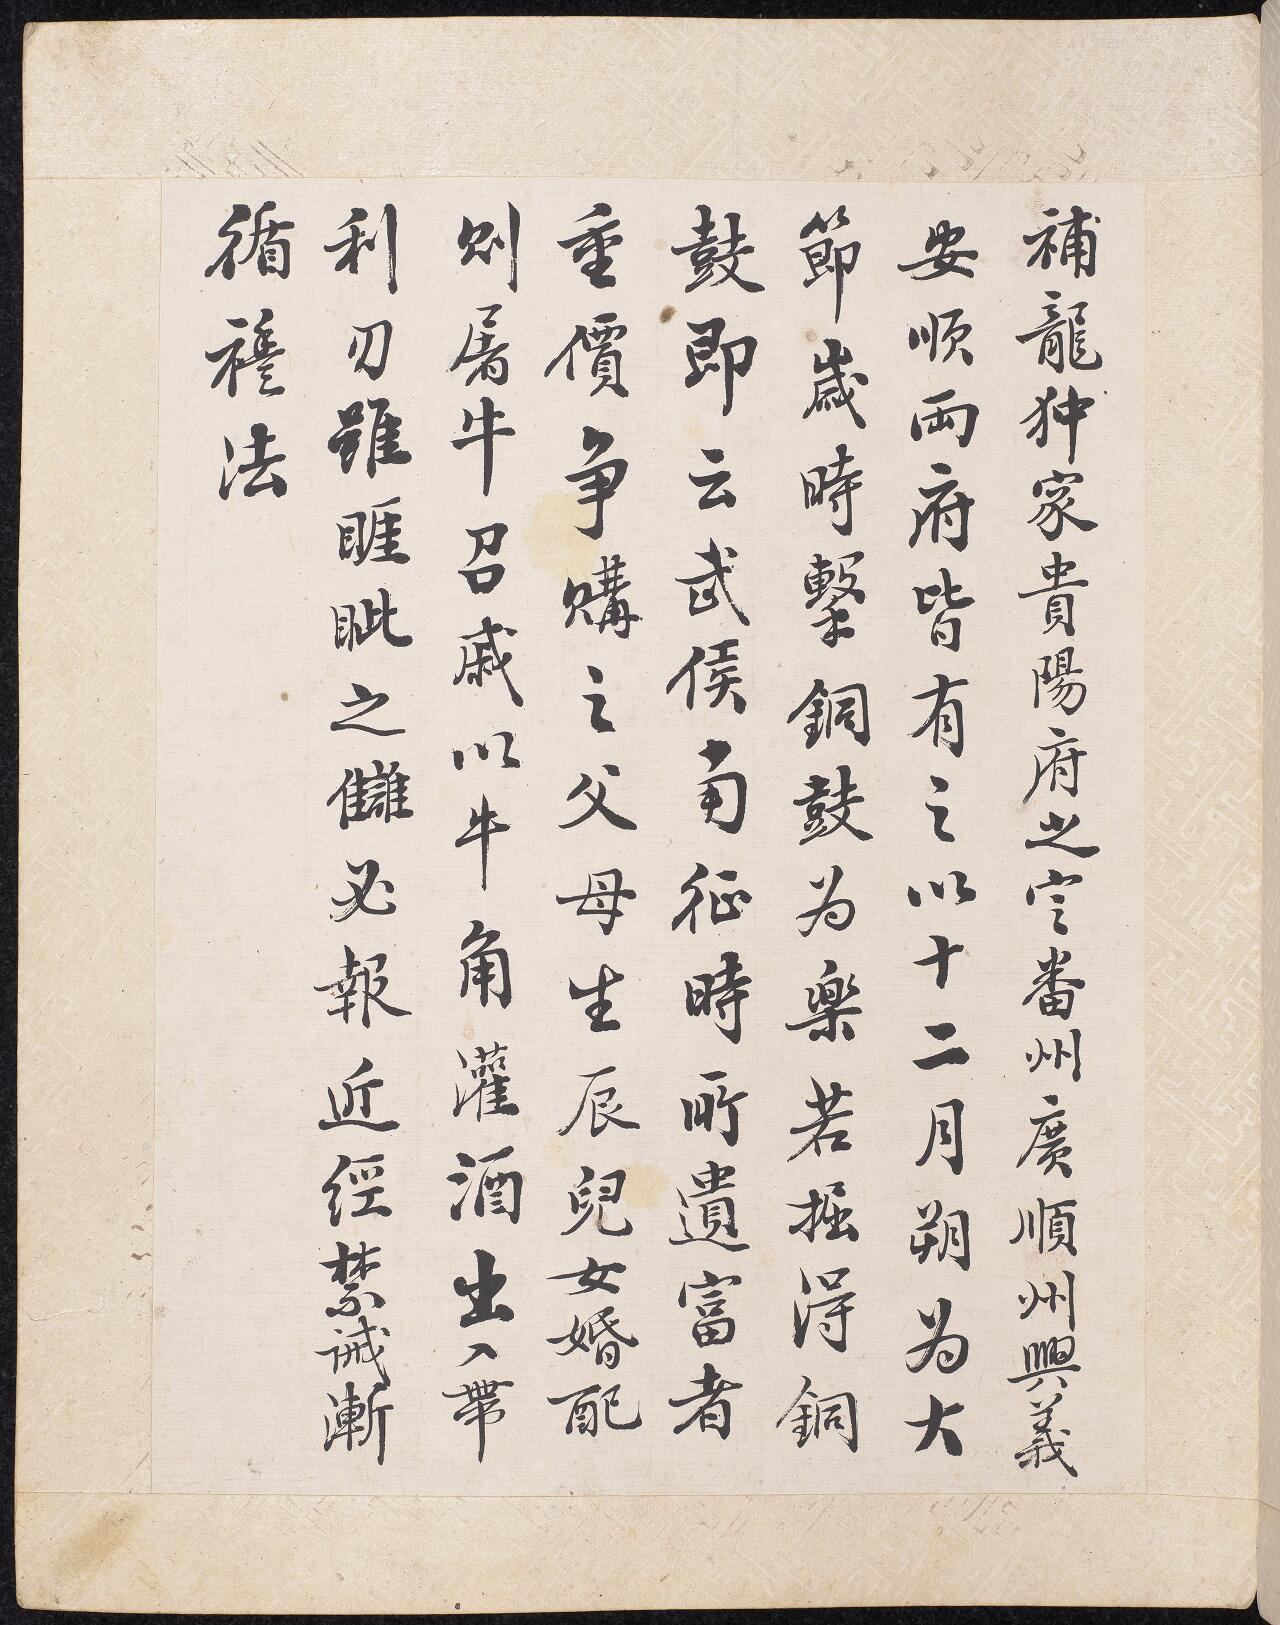 補龍狆家貴陽府之定番州廣順州興義
安順兩府皆有之以十二月朔為大
節歲時擊銅鼓為樂若掘得銅
鼓即云武侯南征時所遺富者
重價爭購之父母生辰兒女婚配
則屠牛召戚以牛角灌酒出入帶
利刃雖睚眦之讎必報近經禁誡漸
循禮法